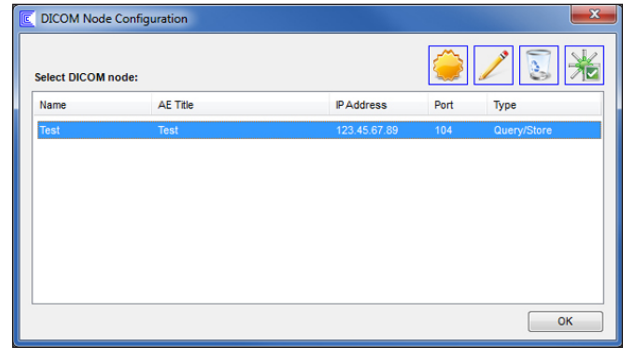 DICOM Node Configuration
Select DICOM node:
Name AE Title IP Address Port Type
Test Test 123.45.67.89 104 Query/Store
OK